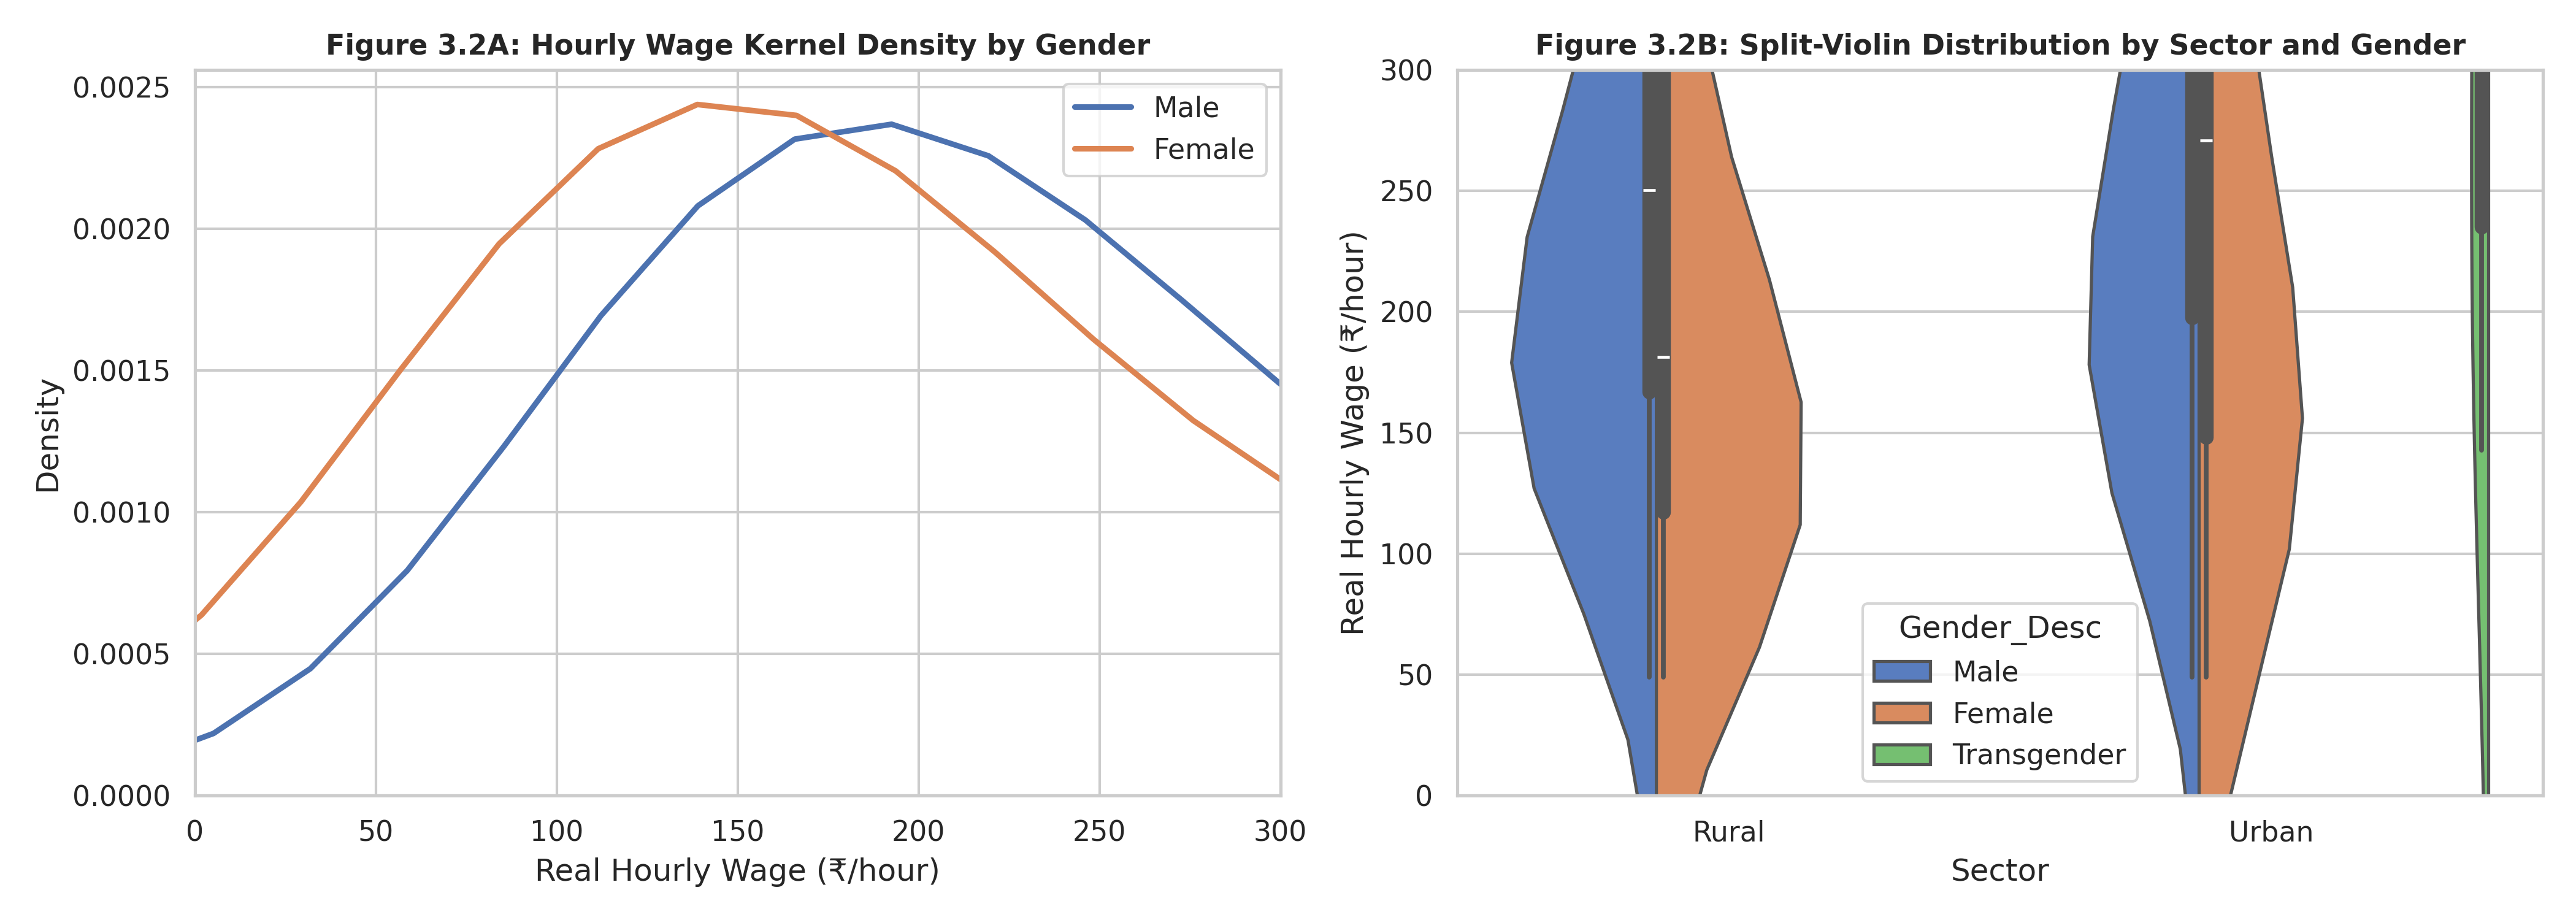 Figure 3.2A: Hourly Wage Kernel Density by Gender
0.0025
0.0020
0.0015
0.0010
0.0005
0.0000
Density
0 50 100 150 200 250 300
Real Hourly Wage (₹/hour)
Male
Female
Figure 3.2B: Split-Violin Distribution by Sector and Gender
300
250
200
150
100
50
0
Real Hourly Wage (₹/hour)
Rural Urban
Sector
Gender_Desc
Male
Female
Transgender